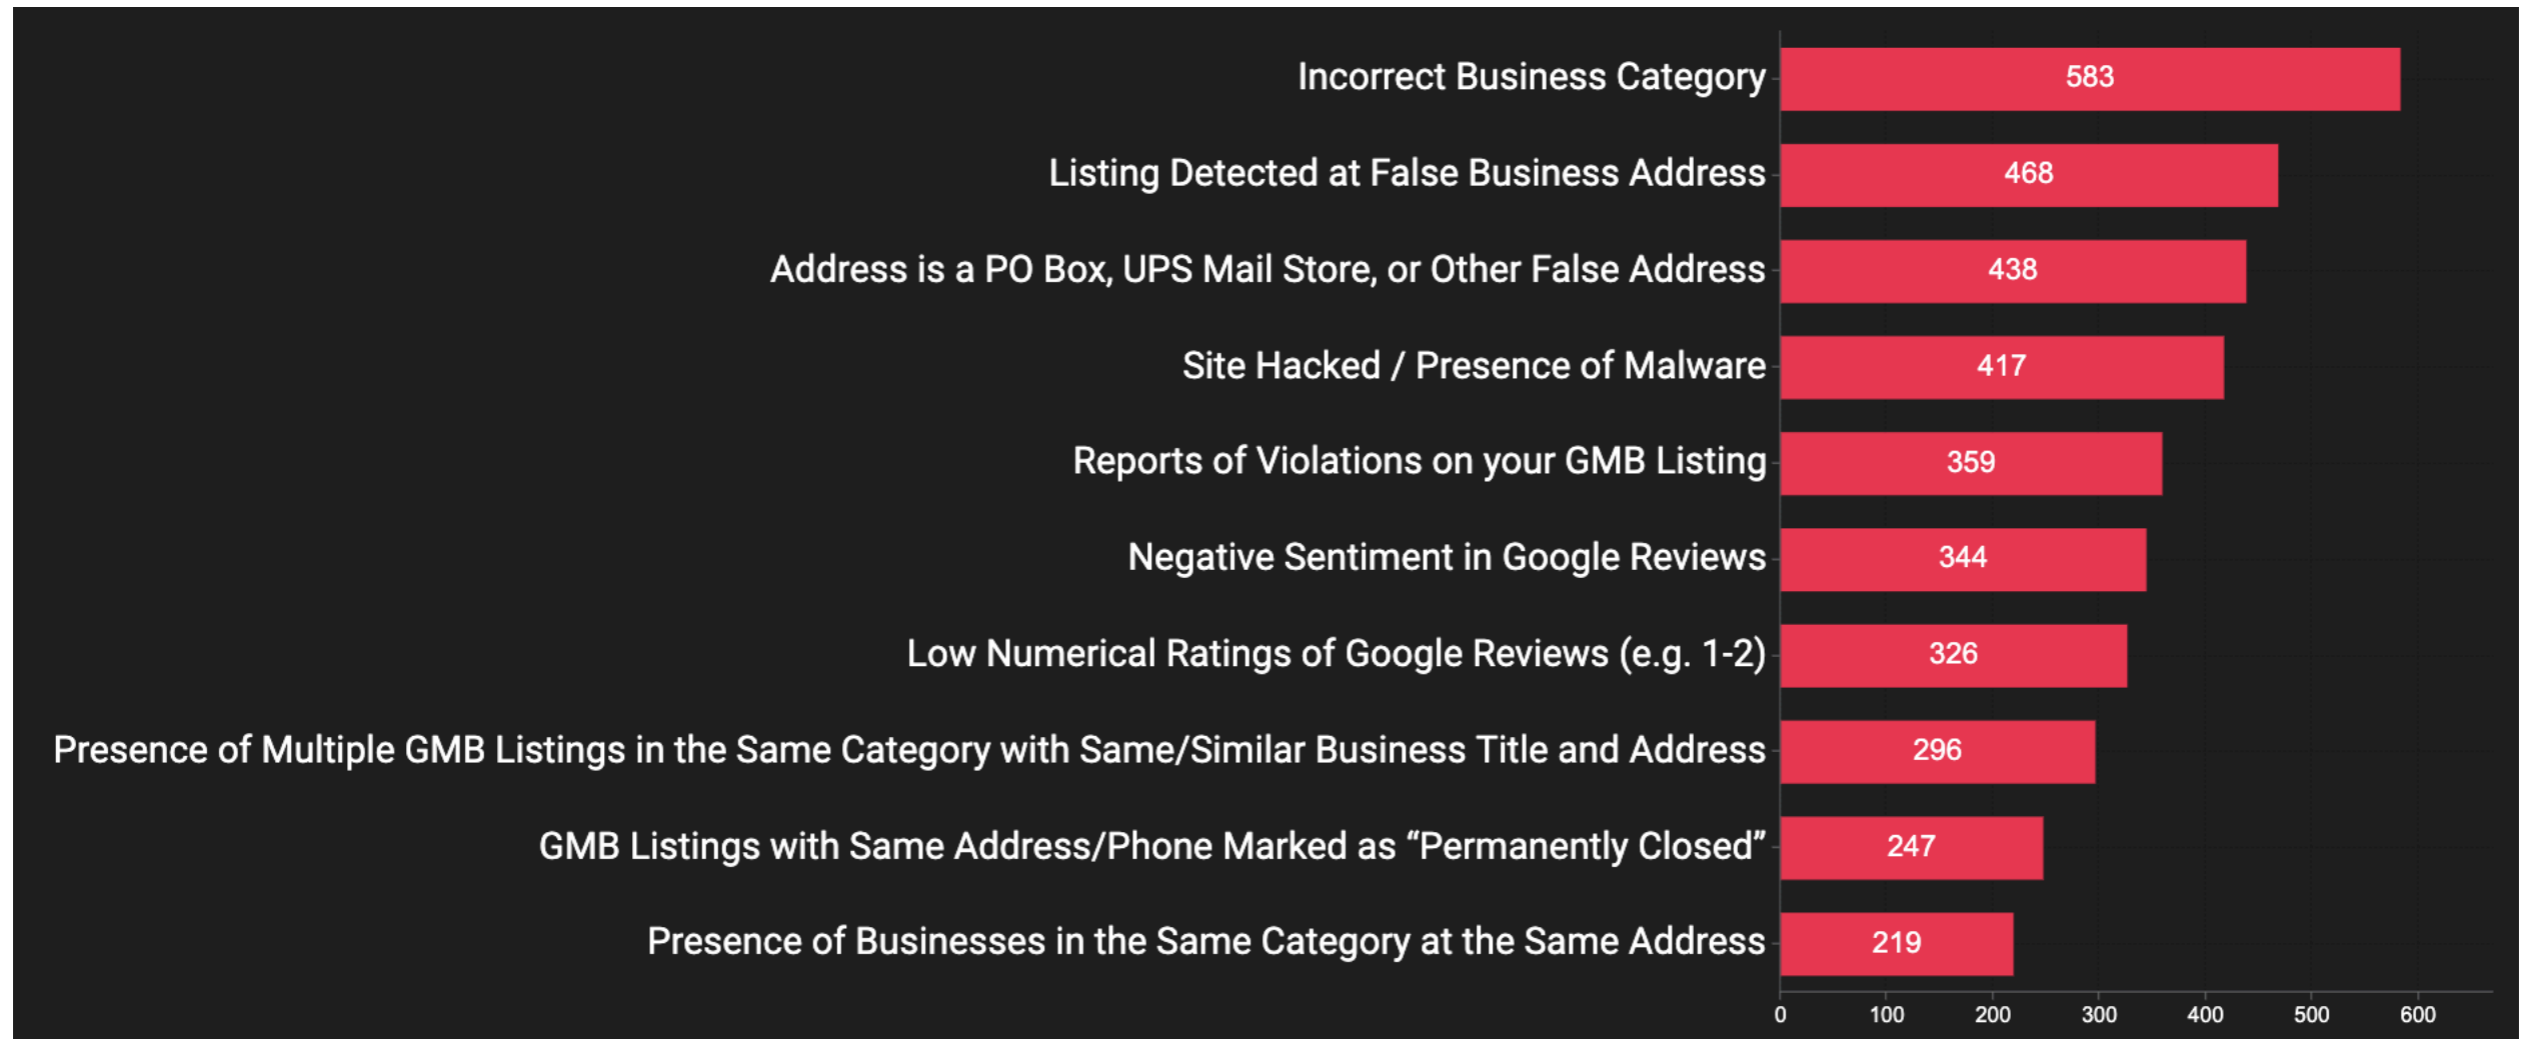 Incorrect Business Category
583
Listing Detected at False Business Address
468
Address is a PO Box, UPS Mail Store, or Other False Address
438
Site Hacked / Presence of Malware
417
Reports of Violations on your GMB Listing
359
Negative Sentiment in Google Reviews
344
Low Numerical Ratings of Google Reviews (e.g. 1-2)
326
Presence of Multiple GMB Listings in the Same Category with Same/Similar Business Title and Address
296
GMB Listings with Same Address/Phone Marked as “Permanently Closed”
247
Presence of Businesses in the Same Category at the Same Address
219
0 100 200 300 400 500 600